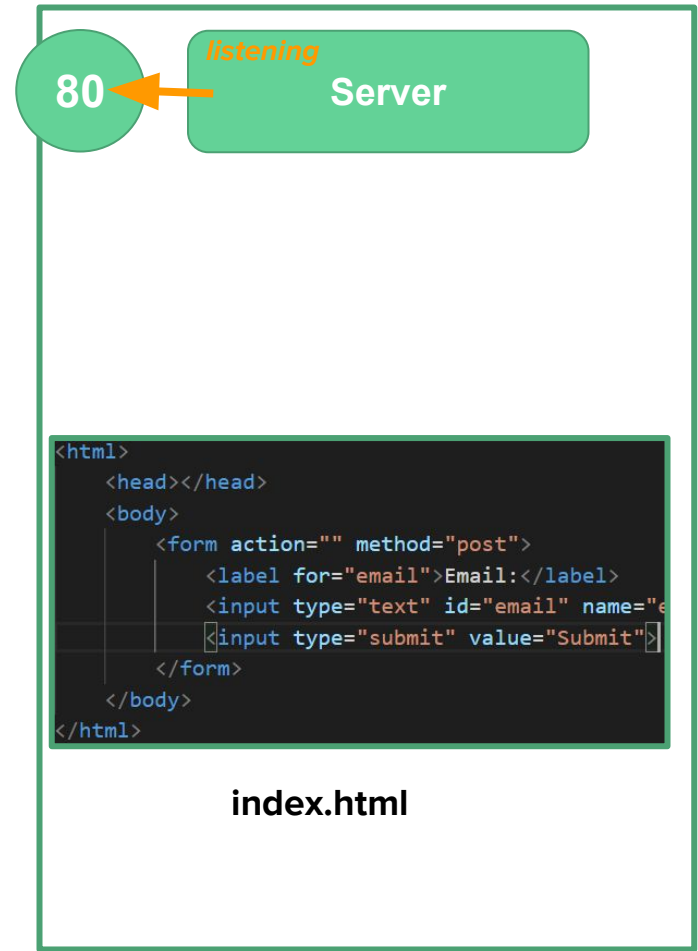 listening
80
Server
<html>
<head></head>
<body>
<form action="" method="post">
<label for="email">Email:</label>
<input type="text" id="email" name="e
<input type="submit" value="Submit">
</form>
</body>
</html>
index.html